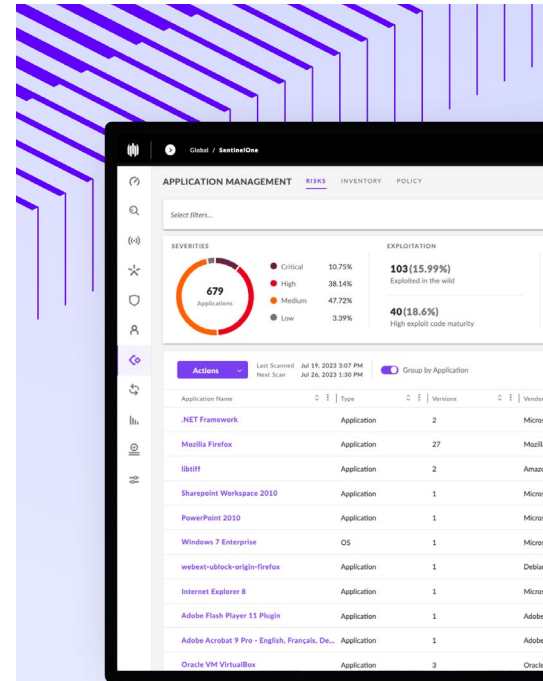 Global / SentinelOne
APPLICATION MANAGEMENT RISKS INVENTORY POLICY
Select filters...
SEVERITIES EXPLOITATION
679
Applications
Critical 10.75%
High 38.14%
Medium 47.72%
Low 3.39%
103(15.99%)
Exploited in the wild
40(18.6%)
High exploit code maturity
Actions Last Scanned Jul 19, 2023 3:07 PM Group by Application
Next Scan Jul 26, 2023 1:30 PM
Application Name Type Versions Vendor
.NET Framework Application 2 Micros
Mozilla Firefox Application 27 Mozill
libtiff Application 2 Amazo
Sharepoint Workspace 2010 Application 1 Micros
PowerPoint 2010 Application 1 Micros
Windows 7 Enterprise OS 1 Micros
webext-ublock-origin-firefox Application 1 Debian
Internet Explorer 8 Application 1 Micros
Adobe Flash Player 11 Plugin Application 1 Adobe
Adobe Acrobat 9 Pro - English, Français, De... Application 1 Adobe
Oracle VM VirtualBox Application 3 Oracle